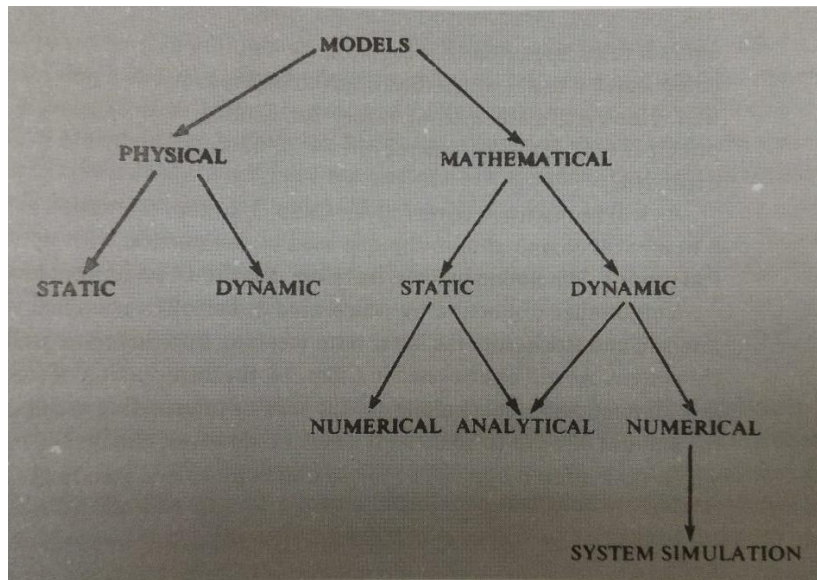 MODELS
PHYSICAL MATHEMATICAL
STATIC DYNAMIC STATIC DYNAMIC
NUMERICAL ANALYTICAL NUMERICAL
SYSTEM SIMULATION